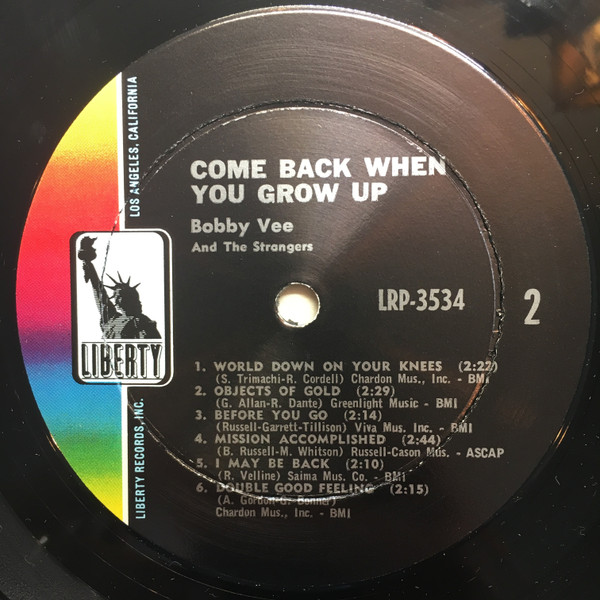 LOS ANGELES, CALIFORNIA
COME BACK WHEN
YOU GROW UP
Bobby Vee
And The Strangers
LRP-3534
2
LIBERTY
1. WORLD DOWN ON YOUR KNEES (2:22)
(S. Trimachi-R. Cordell) Chardon Mus., Inc. - BMI
2. OBJECTS OF GOLD (2:29)
(G. Allan-R. Dante) Greenlight Music - BMI
3. BEFORE YOU GO (2:14)
(Russell-Garrett-Tillison) Viva Mus. Inc. - BMI
4. MISSION ACCOMPLISHED (2:44)
(B. Russell-M. Whitson) Russell-Cason Mus. - ASCAP
5. I MAY BE BACK (2:10)
(R. Velline) Saima Mus. Co. - BMI
6. DOUBLE GOOD FEELING (2:15)
(A. Gordon-G. Bonner)
Chardon Mus., Inc. - BMI
LIBERTY RECORDS, INC.